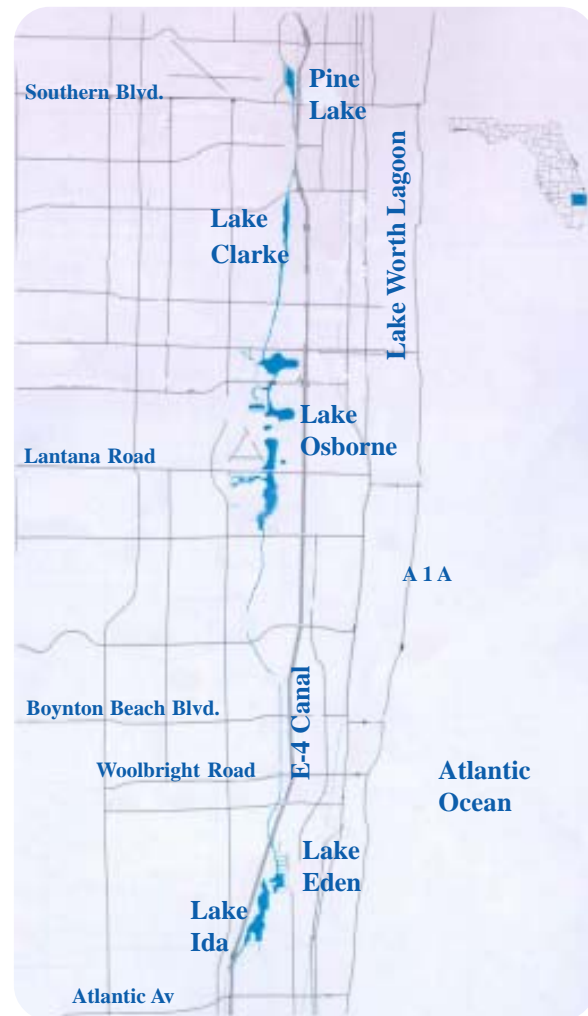 Pine
Lake
Southern Blvd.
Lake
Clarke
Lake Worth Lagoon
Lake
Osborne
Lantana Road
A 1 A
Boynton Beach Blvd.
E-4 Canal
Woolbright Road
Atlantic
Ocean
Lake
Eden
Lake
Ida
Atlantic Av